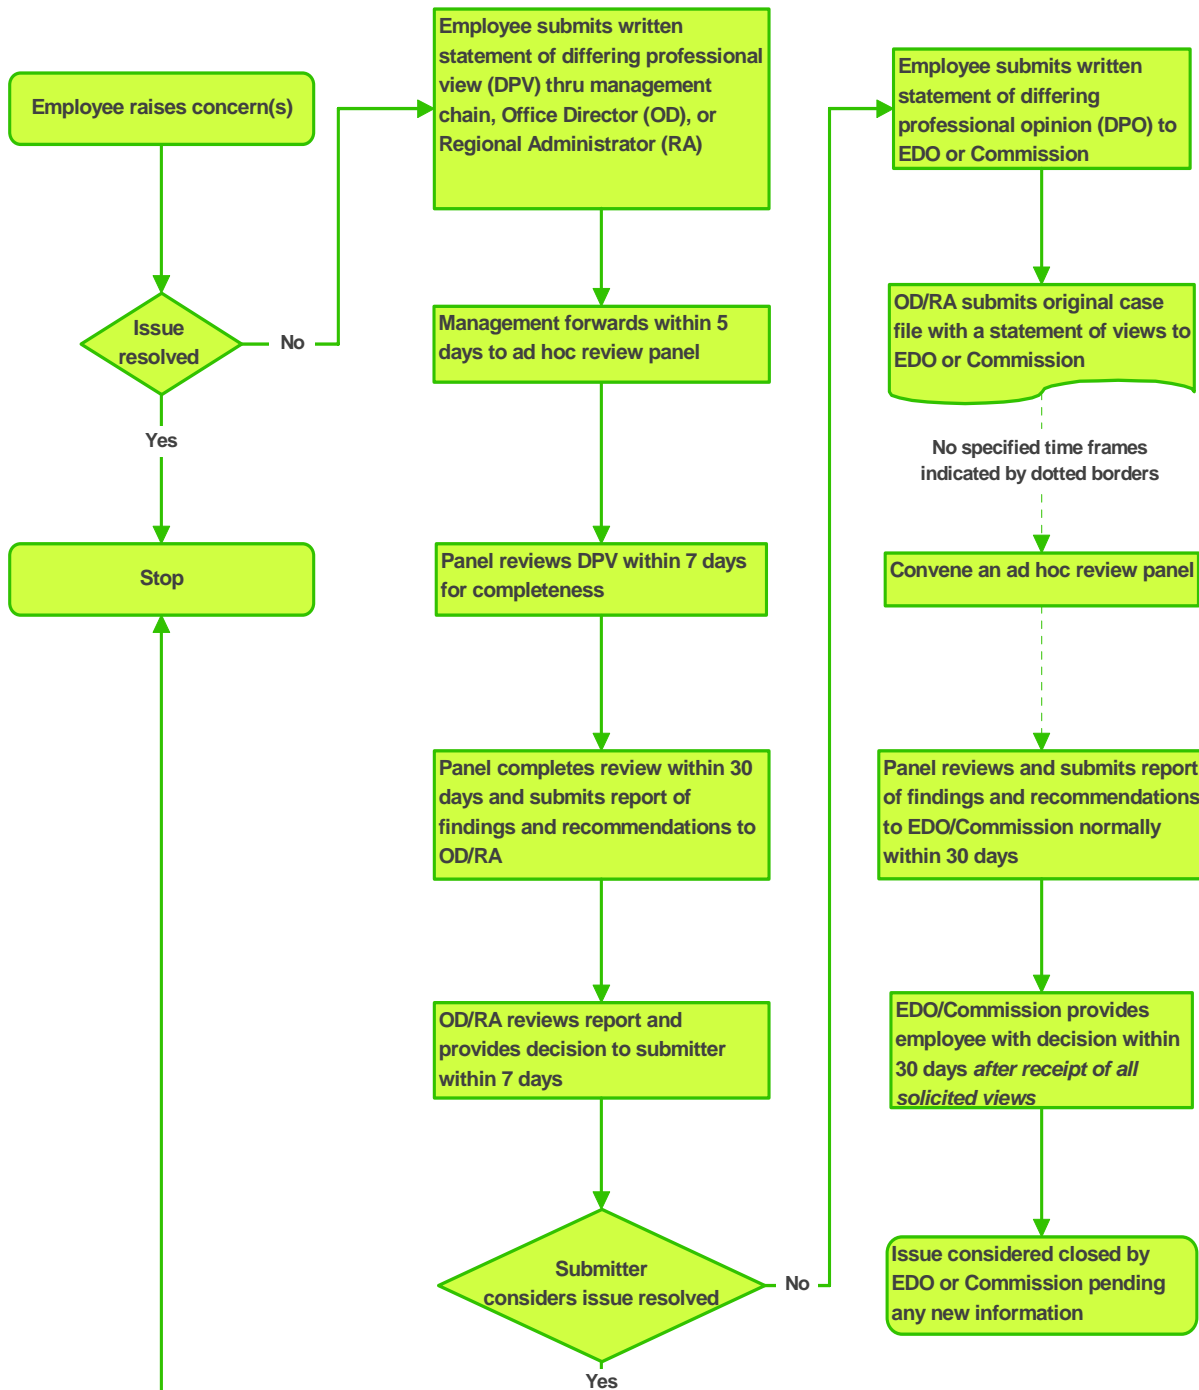 Employee raises concern(s)
Issue
resolved
No
Yes
Stop
Employee submits written
statement of differing professional
view (DPV) thru management
chain, Office Director (OD), or
Regional Administrator (RA)
Management forwards within 5
days to ad hoc review panel
Panel reviews DPV within 7 days
for completeness
Panel completes review within 30
days and submits report of
findings and recommendations to
OD/RA
OD/RA reviews report and
provides decision to submitter
within 7 days
Submitter
considers issue resolved
No
Yes
Employee submits written
statement of differing
professional opinion (DPO) to
EDO or Commission
OD/RA submits original case
file with a statement of views to
EDO or Commission
No specified time frames
indicated by dotted borders
Convene an ad hoc review panel
Panel reviews and submits report
of findings and recommendations
to EDO/Commission normally
within 30 days
EDO/Commission provides
employee with decision within
30 days after receipt of all
solicited views
Issue considered closed by
EDO or Commission pending
any new information